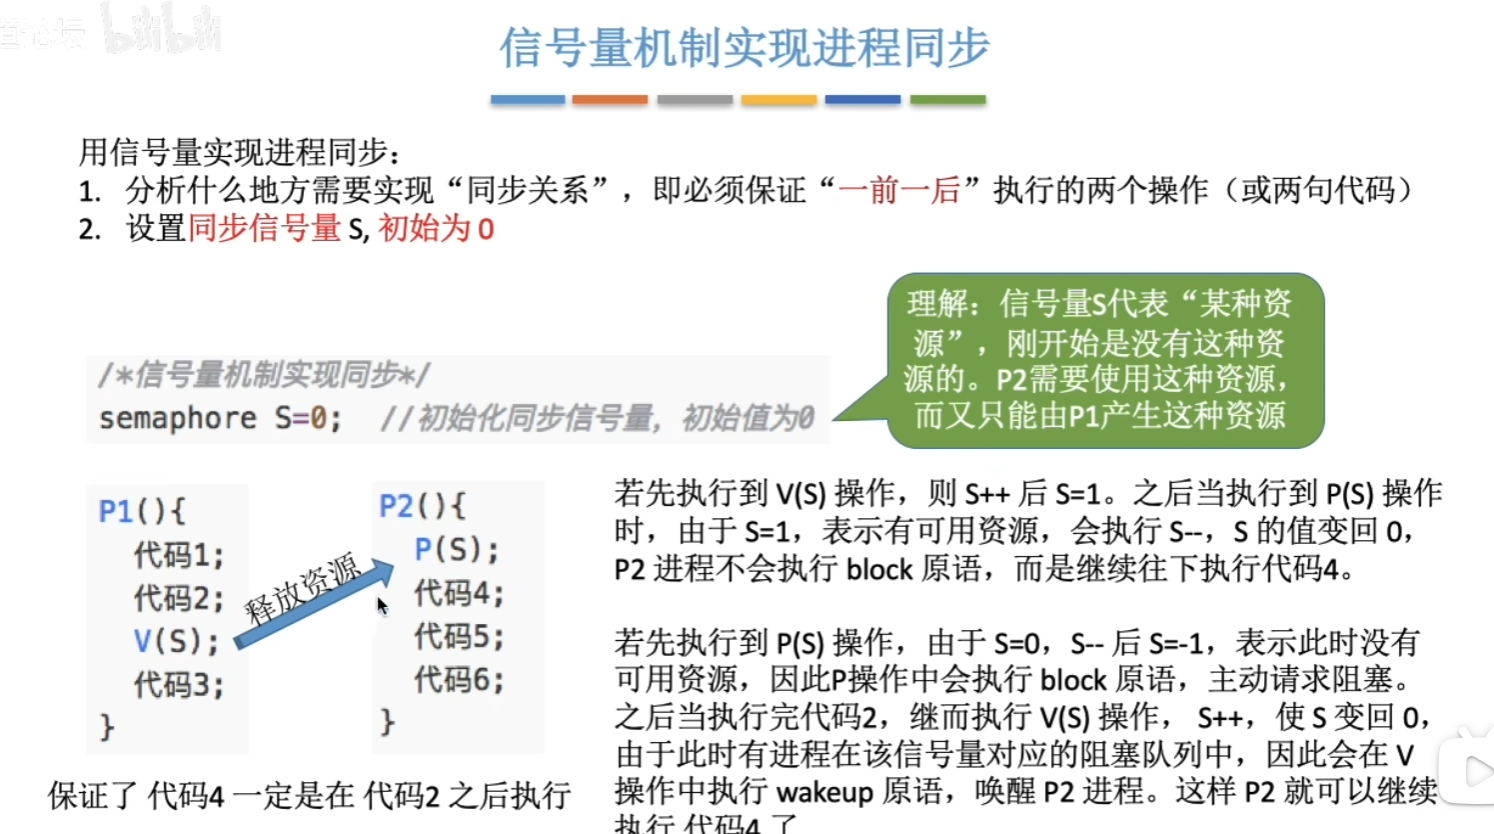 bilibili
信号量机制实现进程同步
用信号量实现进程同步：
1. 分析什么地方需要实现“同步关系”，即必须保证“一前一后”执行的两个操作（或两句代码）
2. 设置同步信号量 S, 初始为 0
理解：信号量S代表“某种资
源”，刚开始是没有这种资
源的。P2需要使用这种资源，
而又只能由P1产生这种资源
/*信号量机制实现同步*/
semaphore S=0; //初始化同步信号量，初始值为0
P1(){
代码1;
代码2;
V(S);
代码3;
}
释放资源
P2(){
P(S);
代码4;
代码5;
代码6;
}
保证了 代码4 一定是在 代码2 之后执行
若先执行到 V(S) 操作，则 S++ 后 S=1。之后当执行到 P(S) 操作
时，由于 S=1，表示有可用资源，会执行 S--，S 的值变回 0，
P2 进程不会执行 block 原语，而是继续往下执行代码4。
若先执行到 P(S) 操作，由于 S=0，S-- 后 S=-1，表示此时没有
可用资源，因此P操作中会执行 block 原语，主动请求阻塞。
之后当执行完代码2，继而执行 V(S) 操作， S++，使 S 变回 0，
由于此时有进程在该信号量对应的阻塞队列中，因此会在 V
操作中执行 wakeup 原语，唤醒 P2 进程。这样 P2 就可以继续
执行 代码4 了